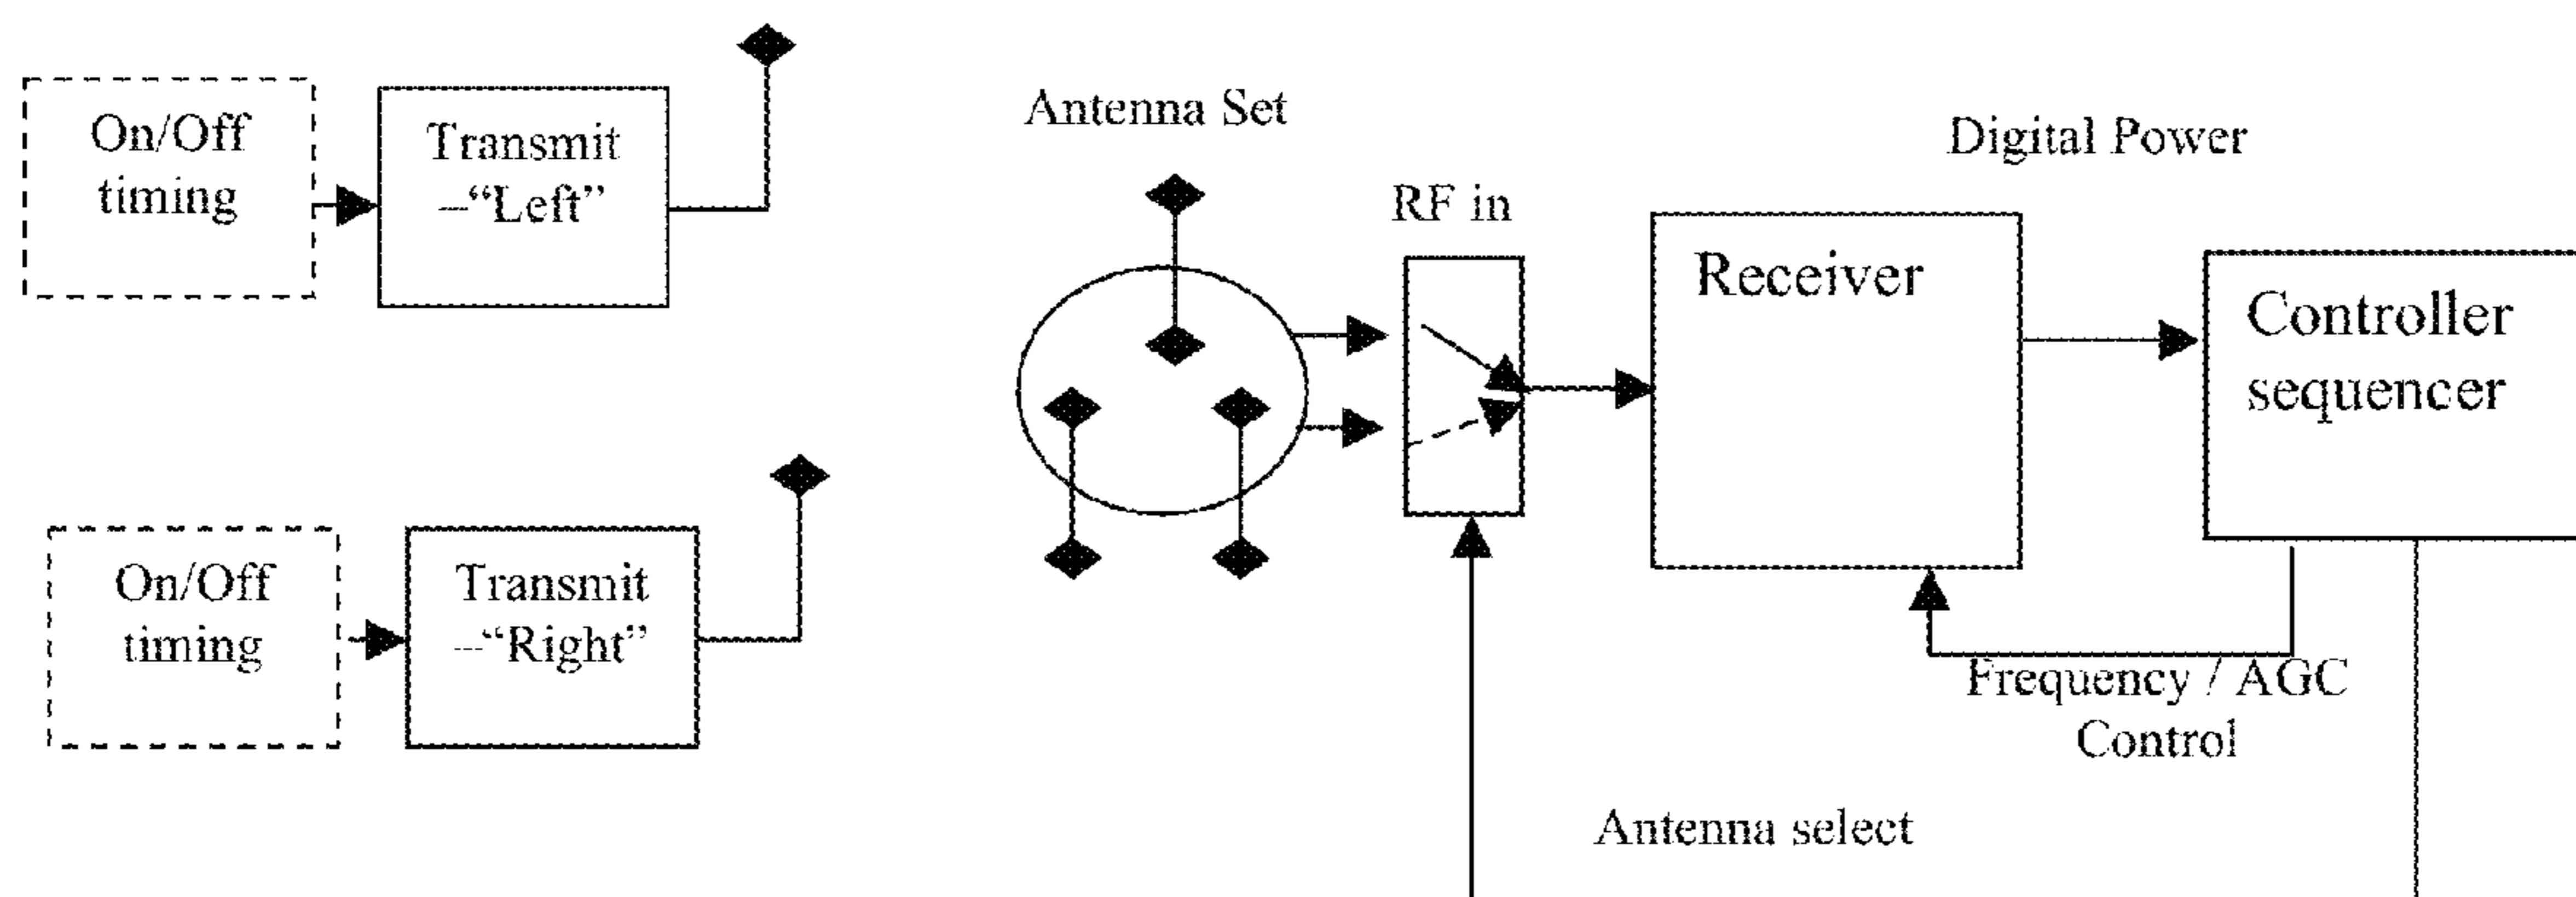 On/Off
timing
Transmit
–“Left”
Antenna Set
RF in
Digital Power
Receiver
Controller
sequencer
On/Off
timing
Transmit
–“Right”
Frequency / AGC
Control
Antenna select